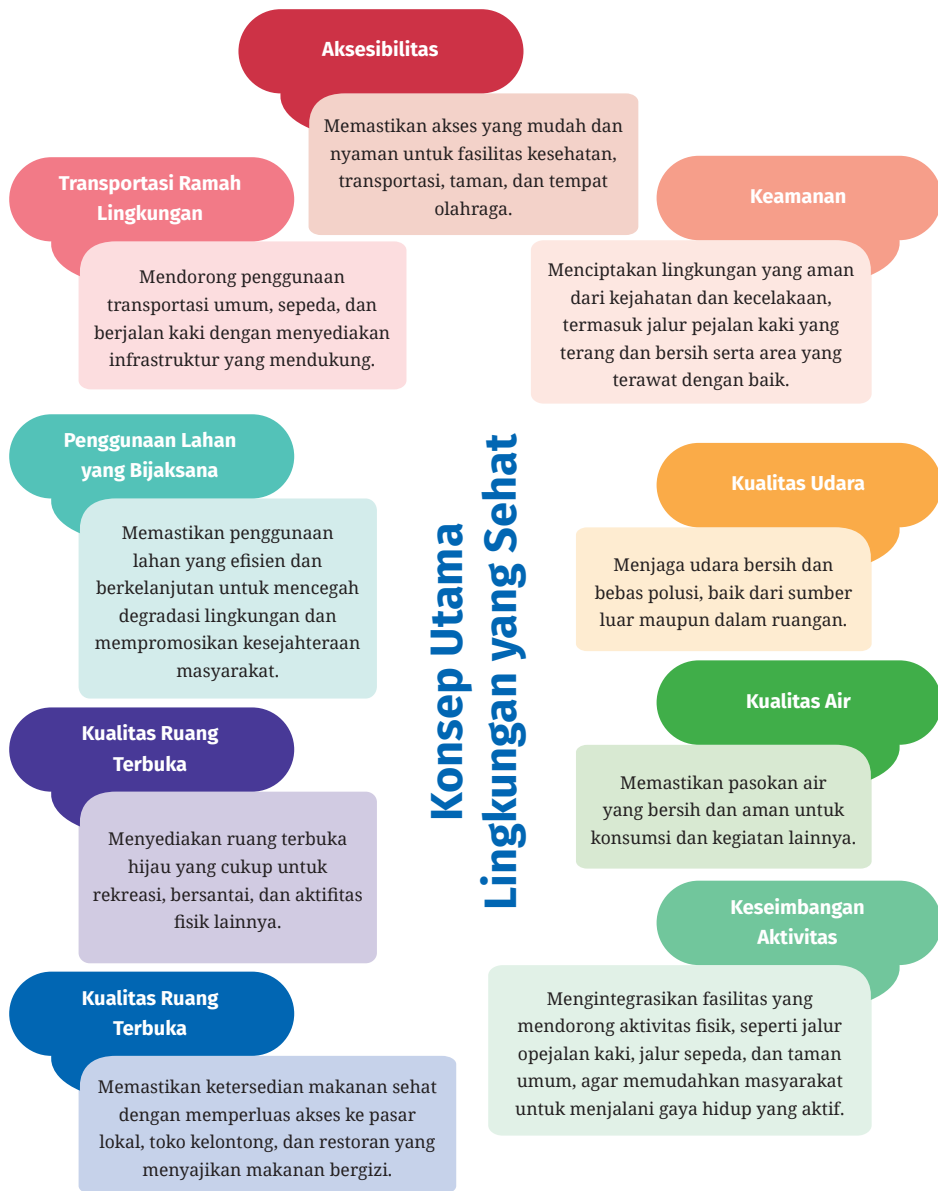 Aksesibilitas
Memastikan akses yang mudah dan
nyaman untuk fasilitas kesehatan,
transportasi, taman, dan tempat
olahraga.
Transportasi Ramah
Lingkungan
Mendorong penggunaan
transportasi umum, sepeda, dan
berjalan kaki dengan menyediakan
infrastruktur yang mendukung.
Keamanan
Menciptakan lingkungan yang aman
dari kejahatan dan kecelakaan,
termasuk jalur pejalan kaki yang
terang dan bersih serta area yang
terawat dengan baik.
Konsep Utama
Lingkungan yang Sehat
Penggunaan Lahan
yang Bijaksana
Memastikan penggunaan
lahan yang efisien dan
berkelanjutan untuk mencegah
degradasi lingkungan dan
mempromosikan kesejahteraan
masyarakat.
Kualitas Udara
Menjaga udara bersih dan
bebas polusi, baik dari sumber
luar maupun dalam ruangan.
Kualitas Ruang
Terbuka
Menyediakan ruang terbuka
hijau yang cukup untuk
rekreasi, bersantai, dan aktifitas
fisik lainnya.
Kualitas Air
Memastikan pasokan air
yang bersih dan aman untuk
konsumsi dan kegiatan lainnya.
Kualitas Ruang
Terbuka
Memastikan ketersedian makanan sehat
dengan memperluas akses ke pasar
lokal, toko kelontong, dan restoran yang
menyajikan makanan bergizi.
Keseimbangan
Aktivitas
Mengintegrasikan fasilitas yang
mendorong aktivitas fisik, seperti jalur
opejalan kaki, jalur sepeda, dan taman
umum, agar memudahkan masyarakat
untuk menjalani gaya hidup yang aktif.